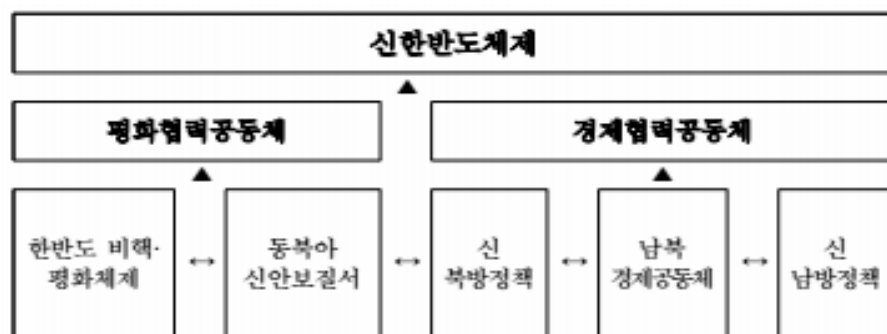 신한반도체제
▲
평화협력공동체 경제협력공동체
▲ ▲
한반도 비핵· ↔ 동북아 ↔ 신 ↔ 남북 ↔ 신
평화체제 신안보질서 북방정책 경제공동체 남방정책